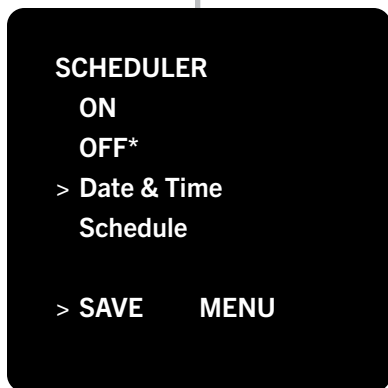 SCHEDULER
ON
OFF*
> Date & Time
Schedule
> SAVE MENU